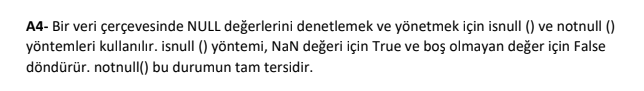 A4- Bir veri çerçevesinde NULL değerlerini denetlemek ve yönetmek için isnull () ve notnull ()
yöntemleri kullanılır. isnull () yöntemi, NaN değeri için True ve boş olmayan değer için False
döndürür. notnull() bu durumun tam tersidir.